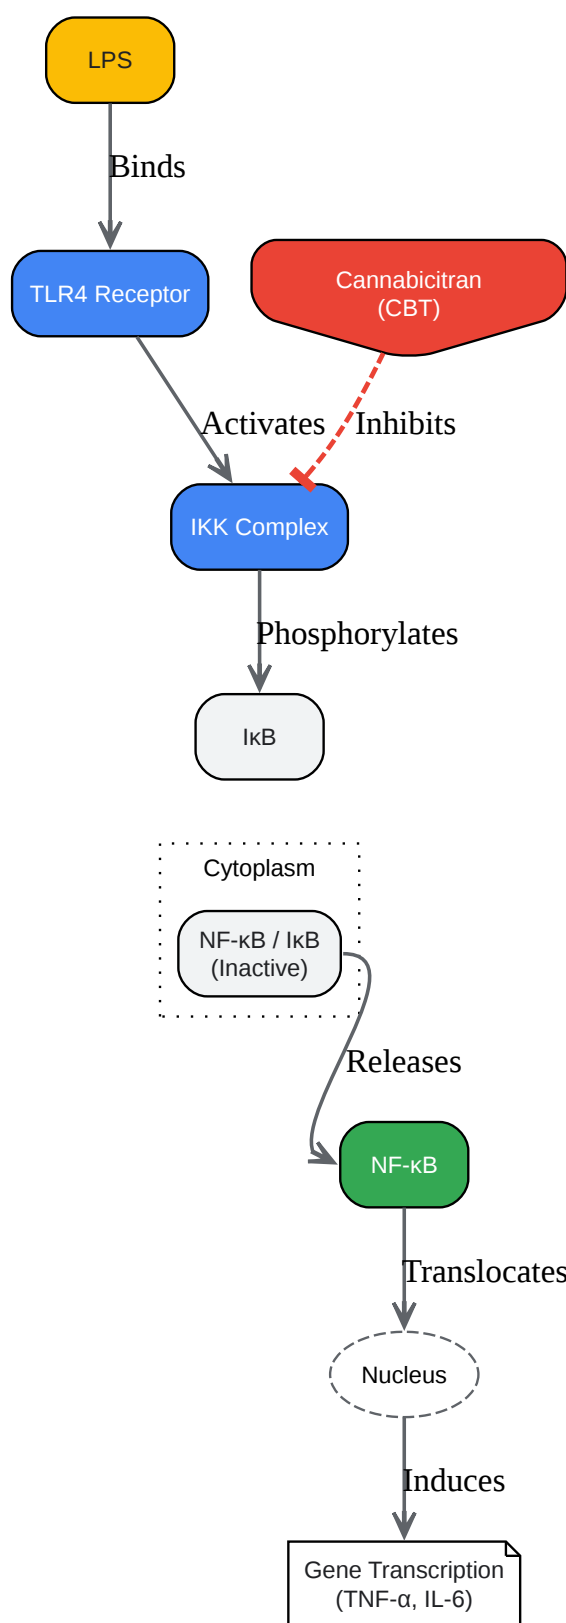 LPS
Binds
TLR4 Receptor
Cannabicitran
(CBT)
Activates
Inhibits
IKK Complex
Phosphorylates
IκB
Cytoplasm
NF-κB / IκB
(Inactive)
Releases
NF-κB
Translocates
Nucleus
Induces
Gene Transcription
(TNF-α, IL-6)